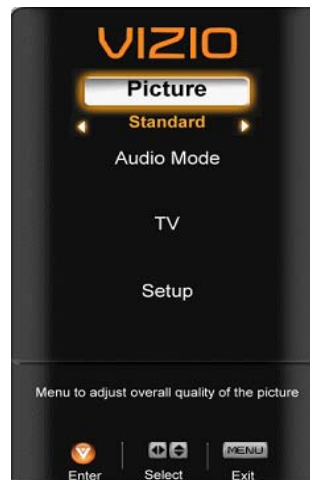 VIZIO
Picture
Standard
Audio Mode
TV
Setup
Menu to adjust overall quality of the picture
MENU
Enter Select Exit